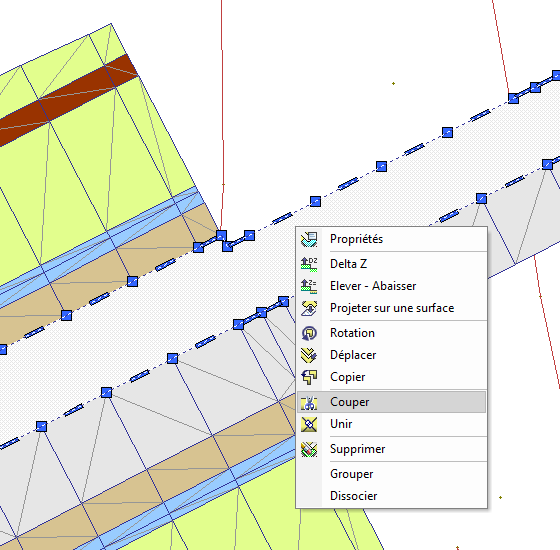 Propriétés
Delta Z
Elever - Abaisser
Projeter sur une surface
Rotation
Déplacer
Copier
Couper
Unir
Supprimer
Grouper
Dissocier